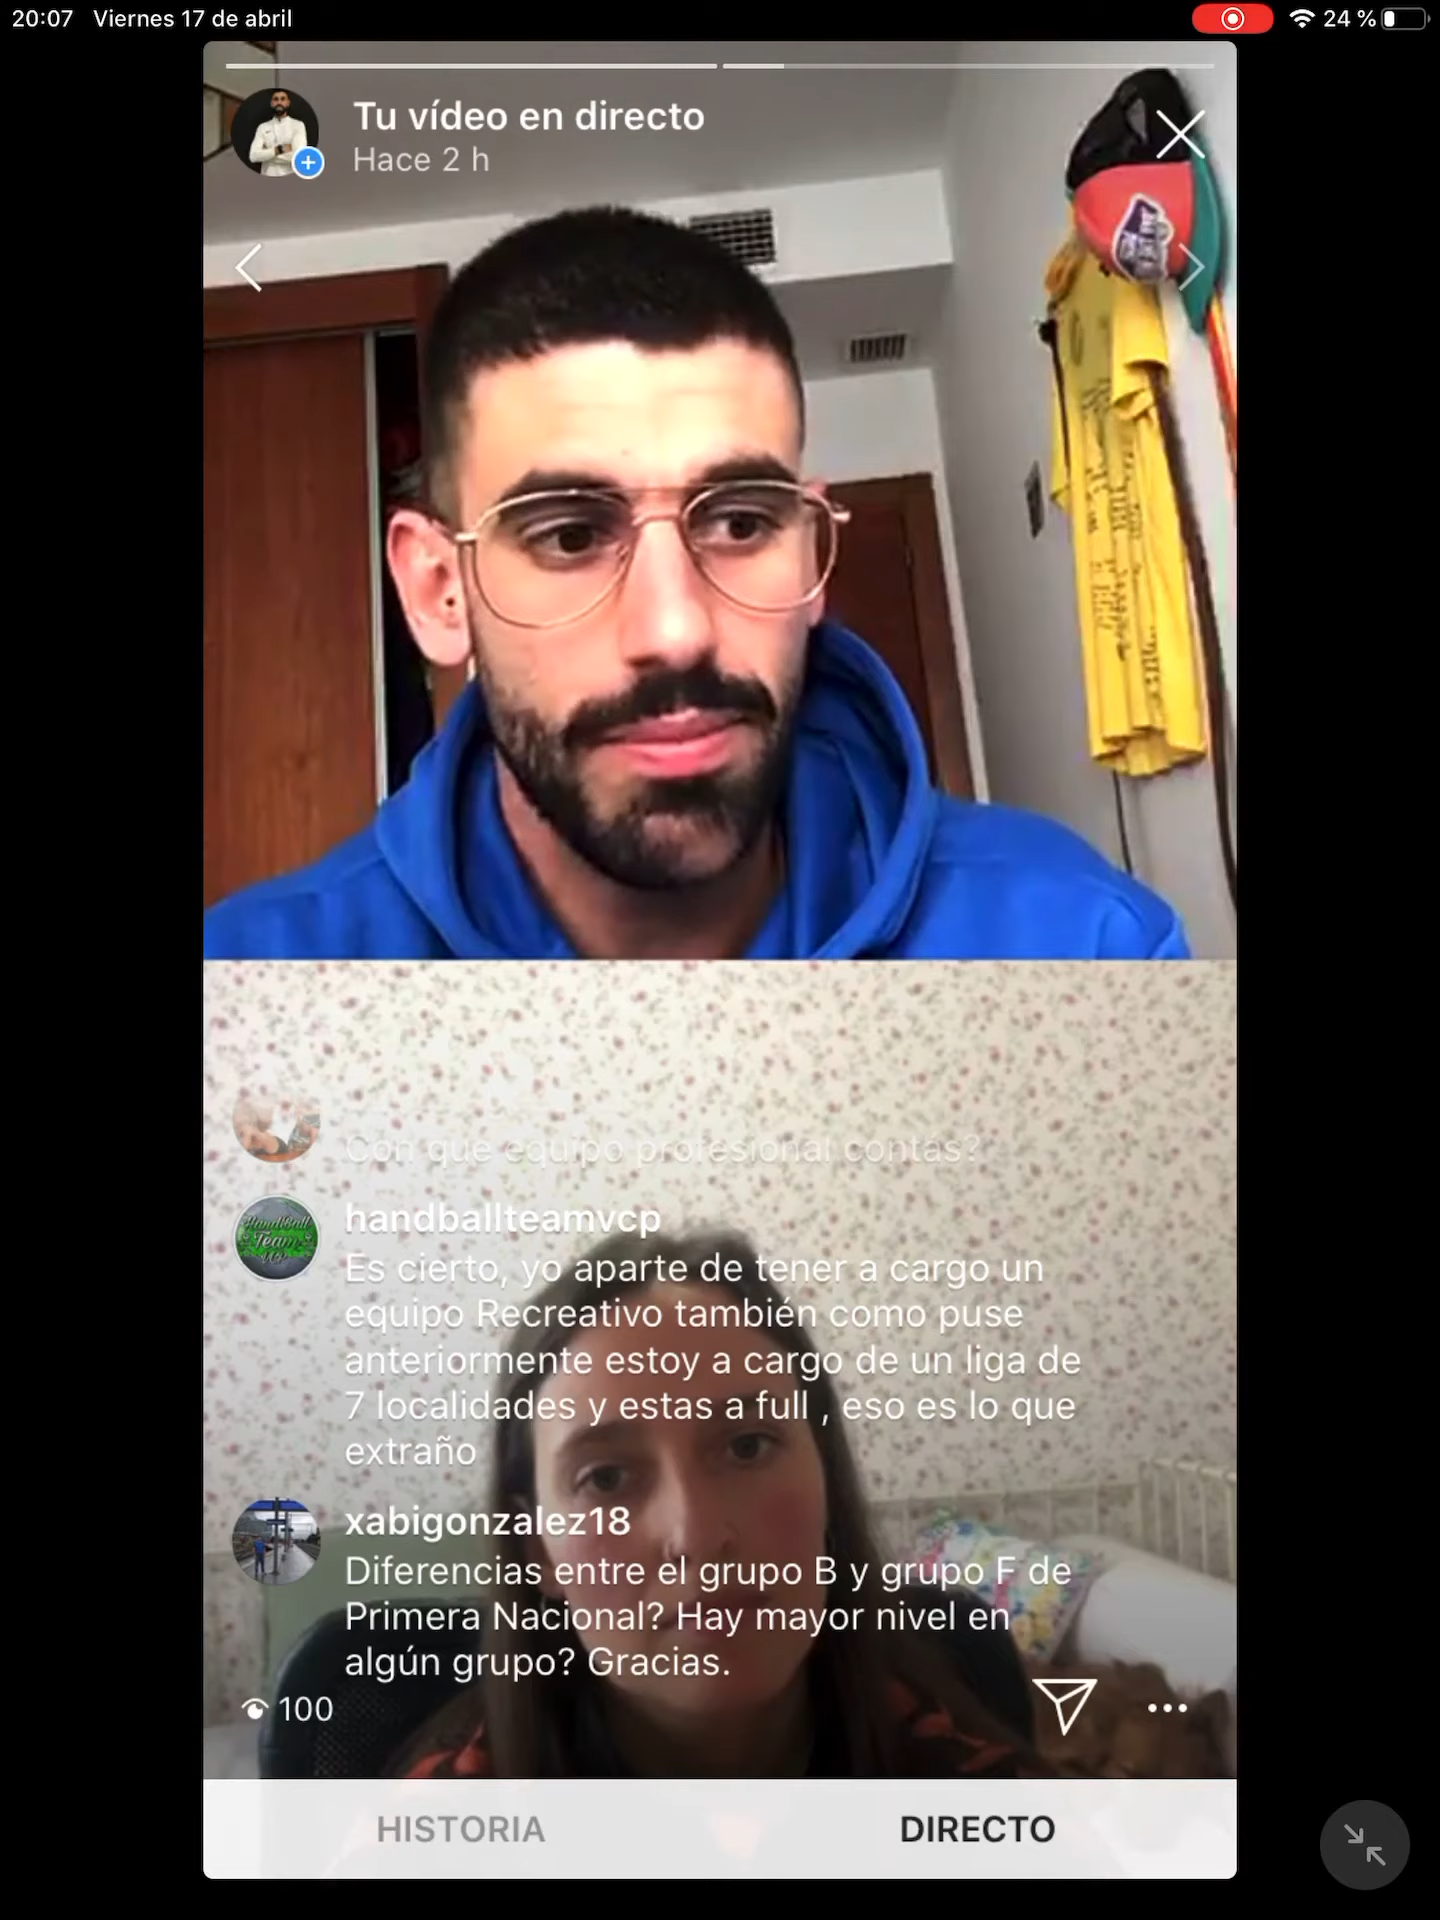 20:07 Viernes 17 de abril
24 %
Tu vídeo en directo
Hace 2 h
Con que equipo profesional contás?
Handball
Team
handballteamvcp
Es cierto, yo aparte de tener a cargo un
equipo Recreativo también como puse
anteriormente estoy a cargo de un liga de
7 localidades y estas a full , eso es lo que
extraño
xabigonzalez18
Diferencias entre el grupo B y grupo F de
Primera Nacional? Hay mayor nivel en
algún grupo? Gracias.
100
HISTORIA
DIRECTO